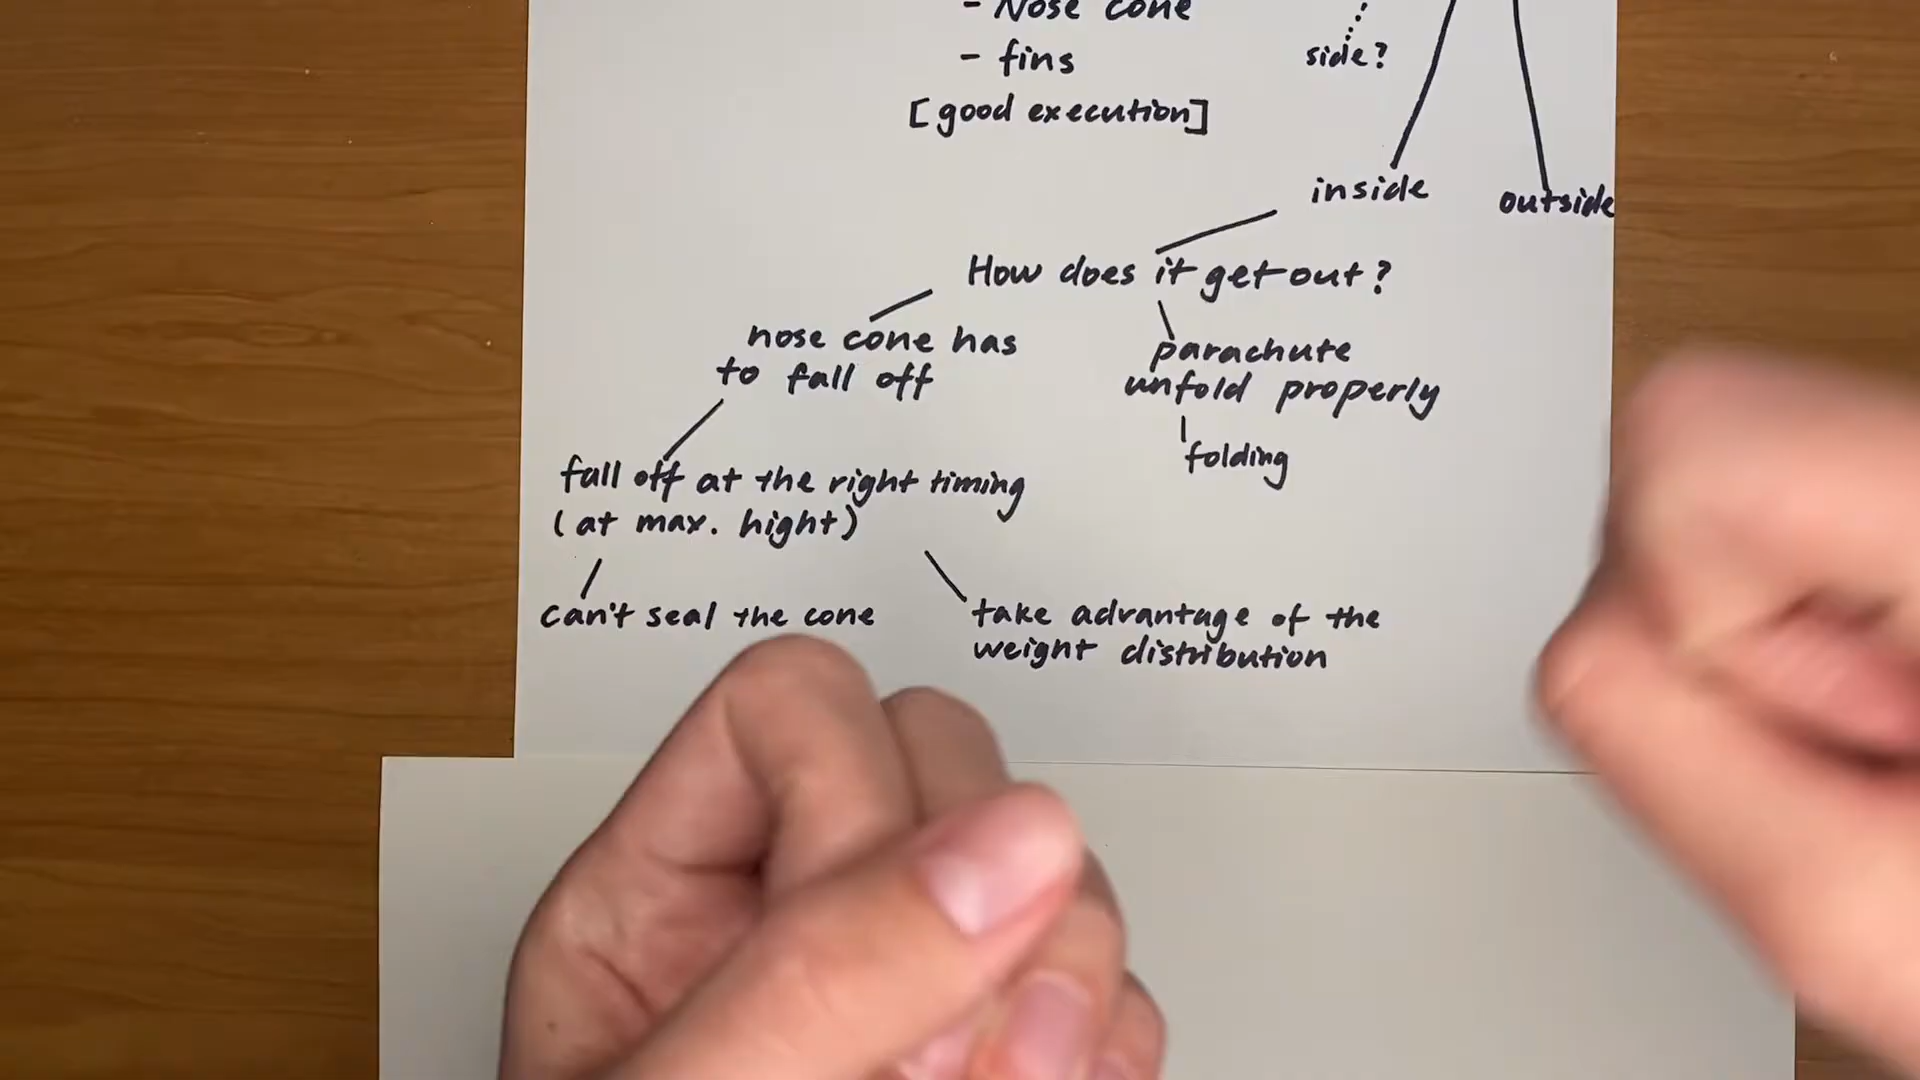 - Nose cone
- fins
[good execution]
side?
inside
outside
How does it get out?
nose cone has
to fall off
parachute
unfold properly
folding
fall off at the right timing
(at max. hight)
can't seal the cone
take advantage of the
weight distribution